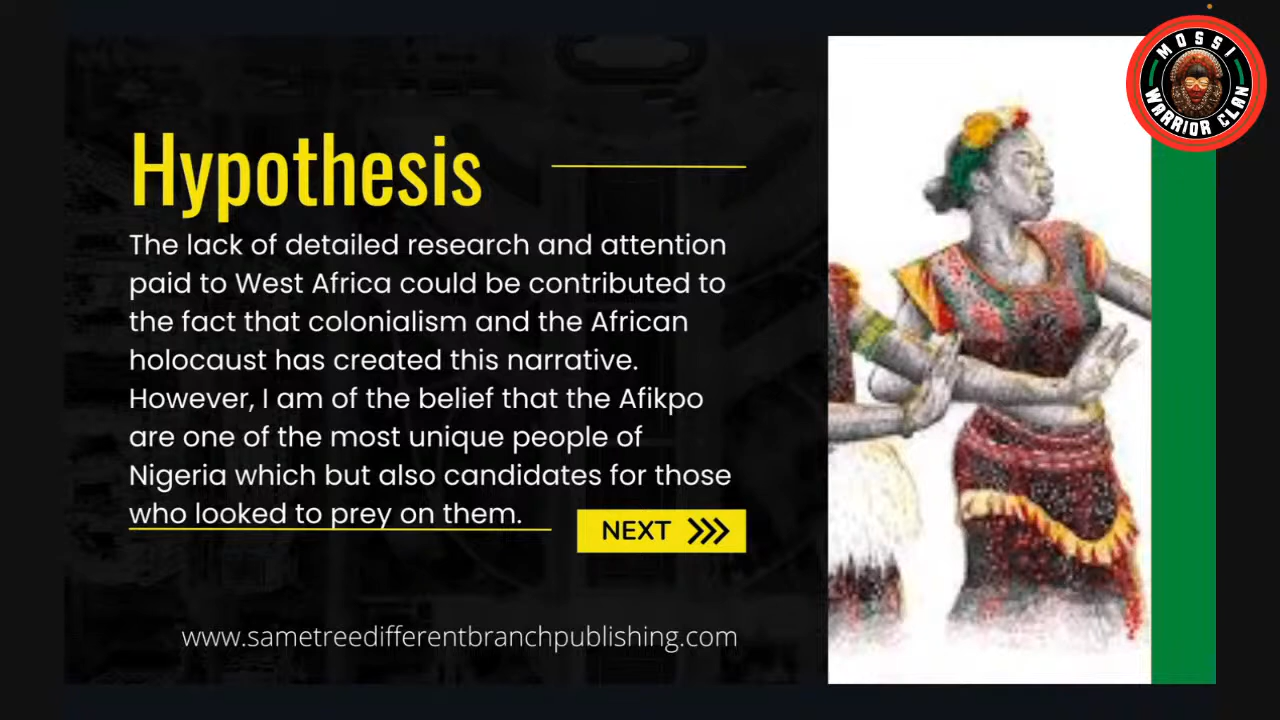 MOSSI
WARRIOR CLAN
Hypothesis
The lack of detailed research and attention
paid to West Africa could be contributed to
the fact that colonialism and the African
holocaust has created this narrative.
However, I am of the belief that the Afikpo
are one of the most unique people of
Nigeria which but also candidates for those
who looked to prey on them.
NEXT >>>
www.sametreedifferentbranchpublishing.com